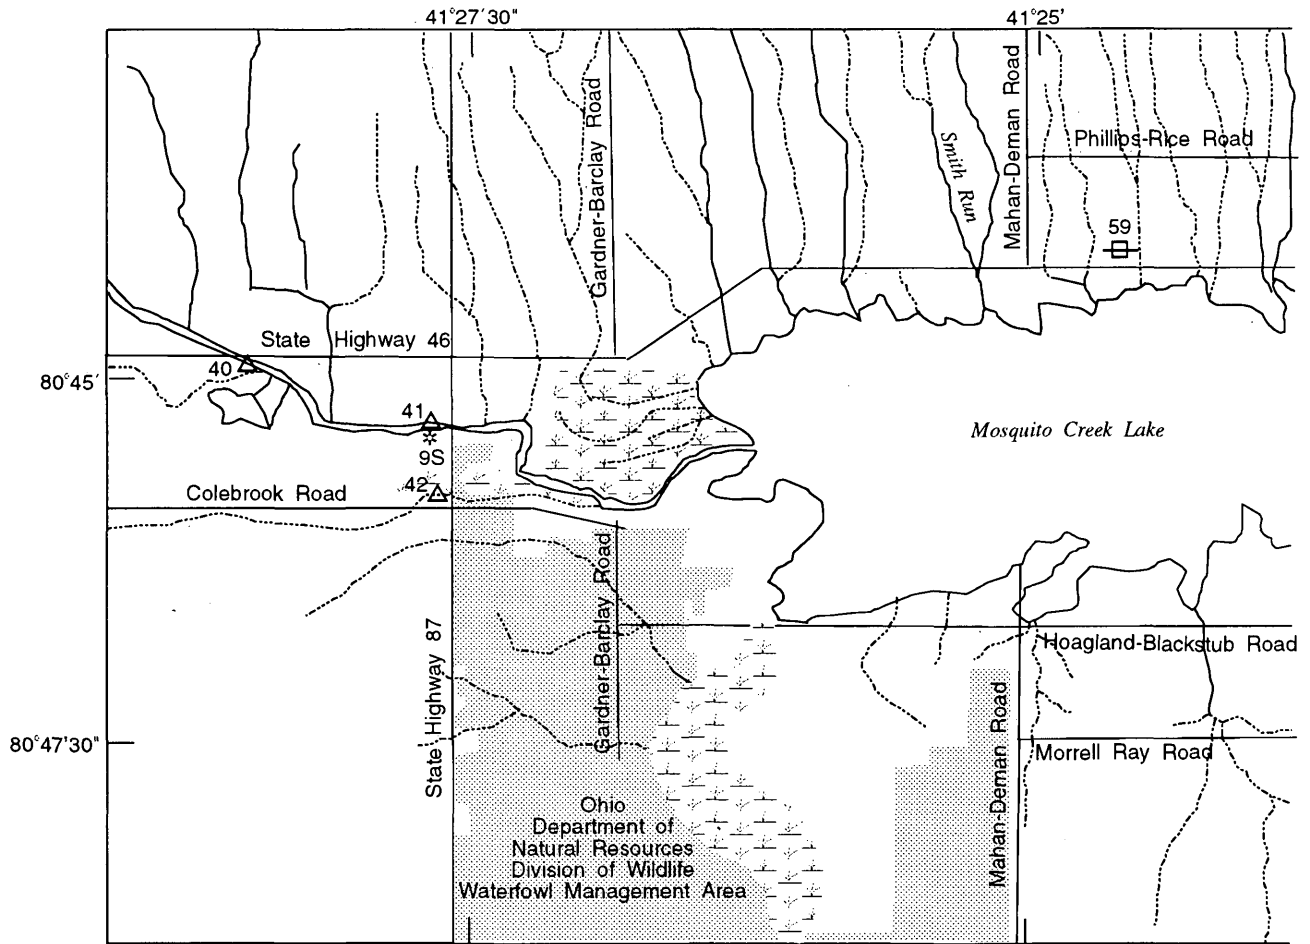 41°27'30"
41°25'
Gardner-Barclay Road
Smith Run
Mahan-Deman Road
Phillips-Rice Road
59
State Highway 46
40
80°45'
41
9S
42
Mosquito Creek Lake
Colebrook Road
State Highway 87
Gardner-Barclay Road
Hoagland-Blackstub Road
Mahan-Deman Road
80°47'30"
Morrell Ray Road
Ohio
Department of
Natural Resources
Division of Wildlife
Waterfowl Management Area